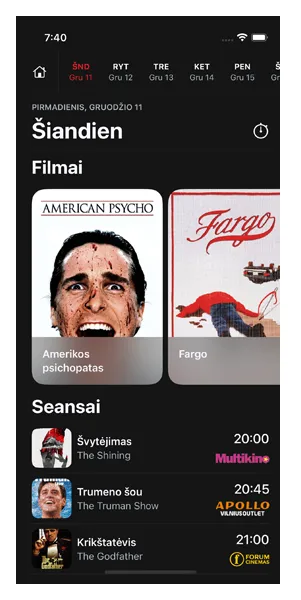 7:40
ŠND RYT TRE KET PEN
Gru 11 Gru 12 Gru 13 Gru 14 Gru 15
PIRMADIENIS, GRUODŽIO 11
Šiandien
Filmai
AMERICAN PSYCHO
Fargo
Amerikos
psichopatas
Fargo
Seansai
Švytėjimas
The Shining
20:00
Multikino
Trumeno šou
The Truman Show
20:45
APOLLO
VILNIUSOUTLET
Krikštatėvis
The Godfather
21:00
FORUM
CINEMAS